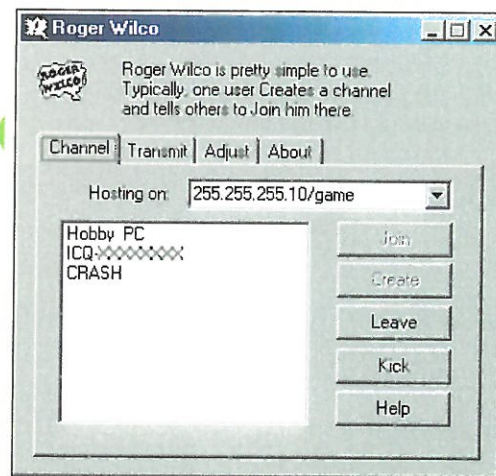 Roger Wilco
ROGER
WILCO!
Roger Wilco is pretty simple to use.
Typically, one user Creates a channel
and tells others to Join him there.
Channel Transmit Adjust About
Hosting on: 255.255.255.10/game
Hobby PC
Join
ICQ-XXXXXXXX
CRASH
Create
Leave
Kick
Help